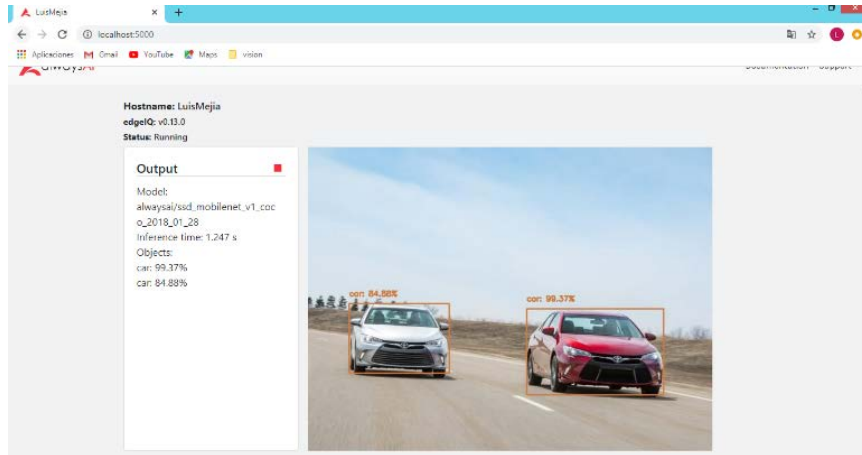 LuisMejia
localhost:5000
Aplicaciones Gmail YouTube Maps vision
alwaysAI
Documentation Support
Hostname: LuisMejia
edgeIQ: v0.13.0
Status: Running
Output
Model:
alwaysai/ssd_mobilenet_v1_coc
o_2018_01_28
Inference time: 1.247 s
Objects:
car: 99.37%
car: 84.88%
car: 84.88%
car: 99.37%